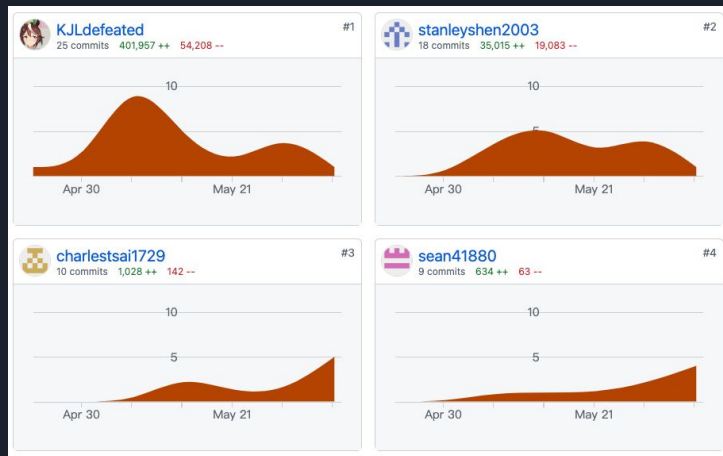 KJLdefeated
#1
25 commits 401,957 ++ 54,208 --
10
Apr 30 May 21
stanleyshen2003
#2
18 commits 35,015 ++ 19,083 --
10
5
Apr 30 May 21
charlestsai1729
#3
10 commits 1,028 ++ 142 --
10
5
Apr 30 May 21
sean41880
#4
9 commits 634 ++ 63 --
10
5
Apr 30 May 21